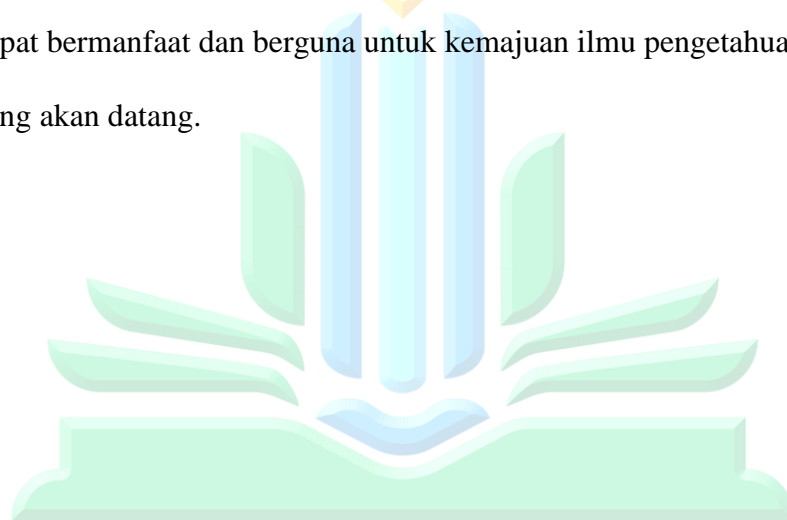 pat bermanfaat dan berguna untuk kemajuan ilmu pengetahua
ng akan datang.